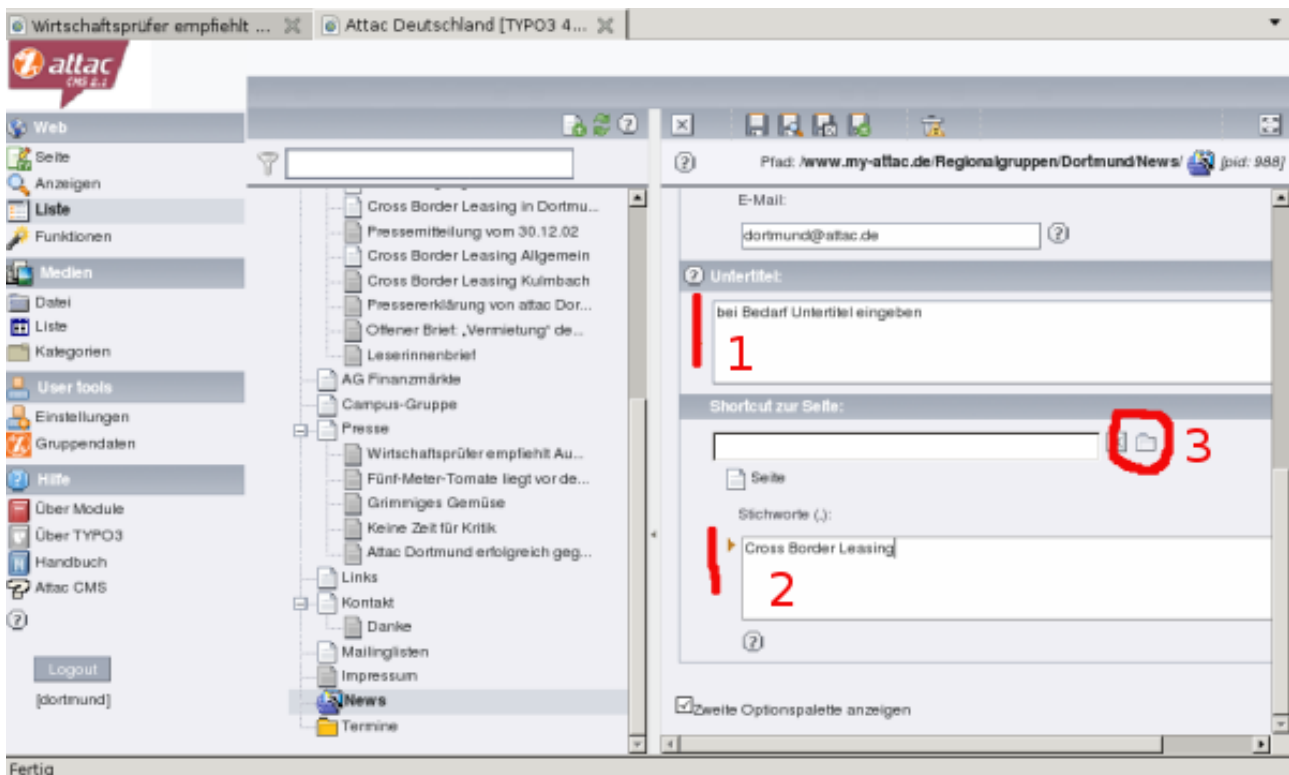 Wirtschaftsprüfer empfiehlt ...
Attac Deutschland [TYPO3 4...
attac
CMS 2.1
Web
Seite
Anzeigen
Liste
Funktionen
Medien
Datei
Liste
Kategorien
User tools
Einstellungen
Gruppendaten
Hilfe
Über Module
Über TYPO3
Handbuch
Attac CMS
Logout
[dortmund]
Cross Border Leasing in Dortmu...
Pressemitteilung vom 30.12.02
Cross Border Leasing Allgemein
Cross Border Leasing Kulmbach
Pressererklärung von attac Dor...
Offener Brief: „Vermietung" de...
Leserinnenbrief
AG Finanzmärkte
Campus-Gruppe
Presse
Wirtschaftsprüfer empfiehlt Au...
Fünf-Meter-Tomate liegt vor de...
Grimmiges Gemüse
Keine Zeit für Kritik
Attac Dortmund erfolgreich geg...
Links
Kontakt
Danke
Mailinglisten
Impressum
News
Termine
Pfad: /www.my-attac.de/Regionalgruppen/Dortmund/News/ [pid: 988]
E-Mail:
dortmund@attac.de
Untertitel:
bei Bedarf Untertitel eingeben
1
Shortcut zur Seite:
3
Seite
Stichworte (,):
Cross Border Leasing
2
Zweite Optionspalette anzeigen
Fertig